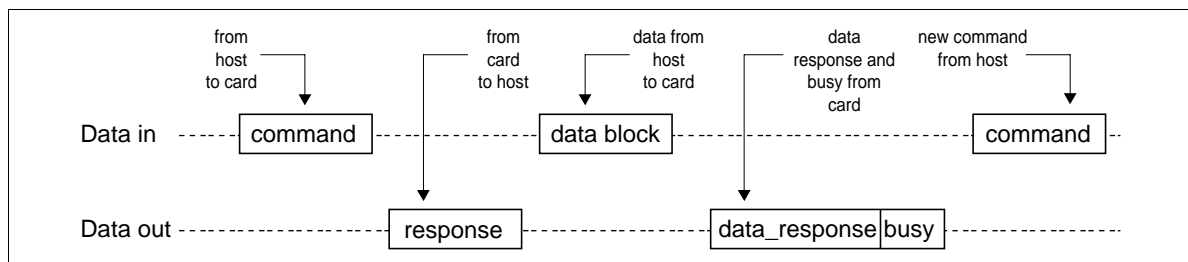 from
host
to card
from
card
to host
data from
host
to card
data
response and
busy from
card
new command
from host
Data in
command
data block
command
Data out
response
data_response
busy